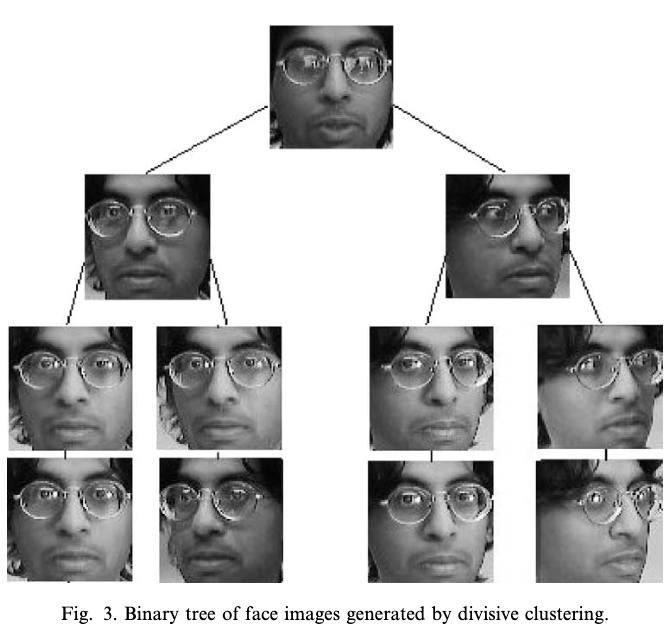 Fig. 3. Binary tree of face images generated by divisive clustering.